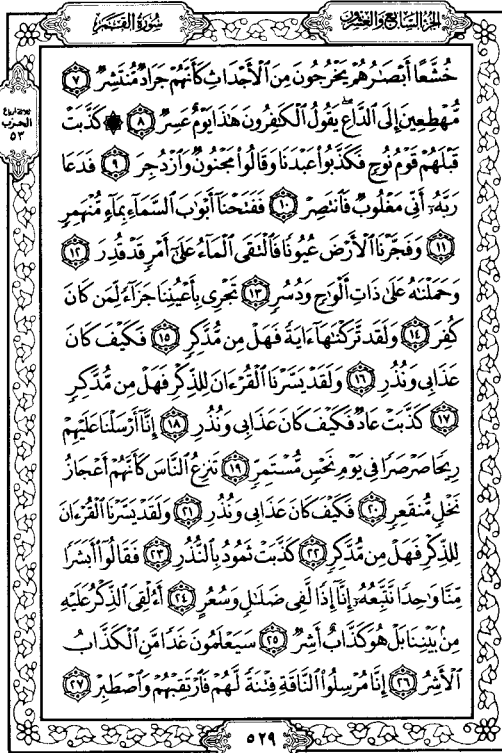 سورة القمر الجزء السابع والعشرون
خُشَّعًا أَبْصَٰرُهُمْ يَخْرُجُونَ مِنَ ٱلْأَجْدَاثِ كَأَنَّهُمْ جَرَادٌ مُّنتَشِرٌ ٧
مُّهْطِعِينَ إِلَى ٱلدَّاعِ ۖ يَقُولُ ٱلْكَٰفِرُونَ هَٰذَا يَوْمٌ عَسِرٌ ٨ ۞ كَذَّبَتْ
قَبْلَهُمْ قَوْمُ نُوحٍ فَكَذَّبُوا۟ عَبْدَنَا وَقَالُوا۟ مَجْنُونٌ وَٱزْدُجِرَ ٩ فَدَعَا
رَبَّهُۥٓ أَنِّى مَغْلُوبٌ فَٱنتَصِرْ ١٠ فَفَتَحْنَآ أَبْوَٰبَ ٱلسَّمَآءِ بِمَآءٍ مُّنْهَمِرٍ
١١ وَفَجَّرْنَا ٱلْأَرْضَ عُيُونًا فَٱلْتَقَى ٱلْمَآءُ عَلَىٰٓ أَمْرٍ قَدْ قُدِرَ ١٢
وَحَمَلْنَٰهُ عَلَىٰ ذَاتِ أَلْوَٰحٍ وَدُسُرٍ ١٣ تَجْرِى بِأَعْيُنِنَا جَزَآءً لِّمَن كَانَ
كُفِرَ ١٤ وَلَقَد تَّرَكْنَٰهَآ ءَايَةً فَهَلْ مِن مُّدَّكِرٍ ١٥ فَكَيْفَ كَانَ
عَذَابِى وَنُذُرِ ١٦ وَلَقَدْ يَسَّرْنَا ٱلْقُرْءَانَ لِلذِّكْرِ فَهَلْ مِن مُّدَّكِرٍ
١٧ كَذَّبَتْ عَادٌ فَكَيْفَ كَانَ عَذَابِى وَنُذُرِ ١٨ إِنَّآ أَرْسَلْنَا عَلَيْهِمْ
رِيحًا صَرْصَرًا فِى يَوْمِ نَحْسٍ مُّسْتَمِرٍّ ١٩ تَنزِعُ ٱلنَّاسَ كَأَنَّهُمْ أَعْجَازُ
نَخْلٍ مُّنقَعِرٍ ٢٠ فَكَيْفَ كَانَ عَذَابِى وَنُذُرِ ٢١ وَلَقَدْ يَسَّرْنَا ٱلْقُرْءَانَ
لِلذِّكْرِ فَهَلْ مِن مُّدَّكِرٍ ٢٢ كَذَّبَتْ ثَمُودُ بِٱلنُّذُرِ ٢٣ فَقَالُوٓا۟ أَبَشَرًا
مِّنَّا وَٰحِدًا نَّتَّبِعُهُۥٓ إِنَّآ إِذًا لَّفِى ضَلَٰلٍ وَسُعُرٍ ٢٤ أَءُلْقِىَ ٱلذِّكْرُ عَلَيْهِ
مِنۢ بَيْنِنَا بَلْ هُوَ كَذَّابٌ أَشِرٌ ٢٥ سَيَعْلَمُونَ غَدًا مَّنِ ٱلْكَذَّابُ
ٱلْأَشِرُ ٢٦ إِنَّا مُرْسِلُوا۟ ٱلنَّاقَةِ فِتْنَةً لَّهُمْ فَٱرْتَقِبْهُمْ وَٱصْطَبِرْ ٢٧
الحزب
٥٣
٥٢٩